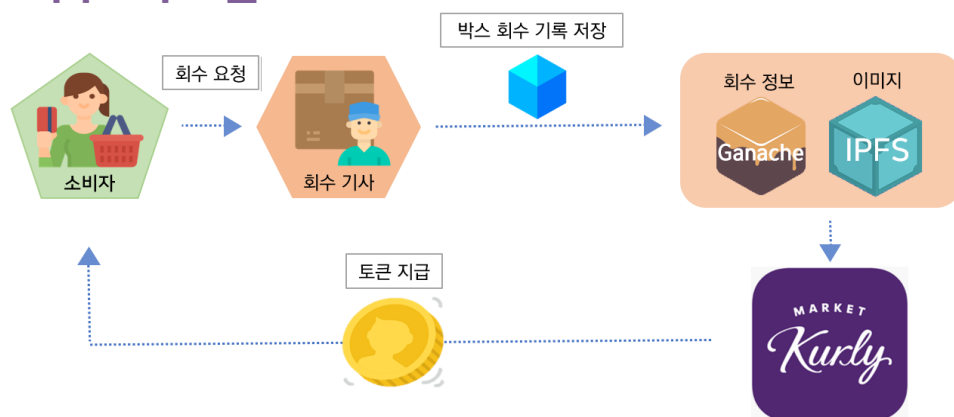 박스 회수 기록 저장
회수 요청
회수 정보
이미지
Ganache
IPFS
소비자
회수 기사
토큰 지급
MARKET
Kurly